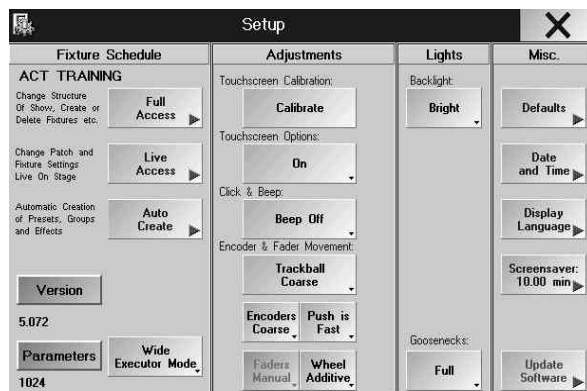 Setup
Fixture Schedule
ACT TRAINING
Change Structure
Of Show, Create or
Delete Fixtures etc.
Full
Access
Change Patch and
Fixture Settings
Live On Stage
Live
Access
Automatic Creation
of Presets, Groups
and Effects
Auto
Create
Version
5.072
Parameters
1024
Wide
Executor Mode
Adjustments
Touchscreen Calibration:
Calibrate
Touchscreen Options:
On
Click & Beep:
Beep Off
Encoder & Fader Movement:
Trackball
Coarse
Encoders
Coarse
Push is
Fast
Faders
Manual
Wheel
Additive
Lights
Backlight:
Bright
Goosenecks:
Full
Misc.
Defaults
Date
and Time
Display
Language
Screensaver:
10.00 min
Update
Software